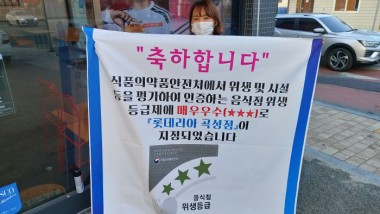 "축하합니다"
식품의약품안전처에서 위생 및 시설
등을 평가하여 인증하는 음식점 위생
등급제에 매우우수(★★★)로
『롯데리아 곡성점』이
지정되었습니다
음식점
위생등급